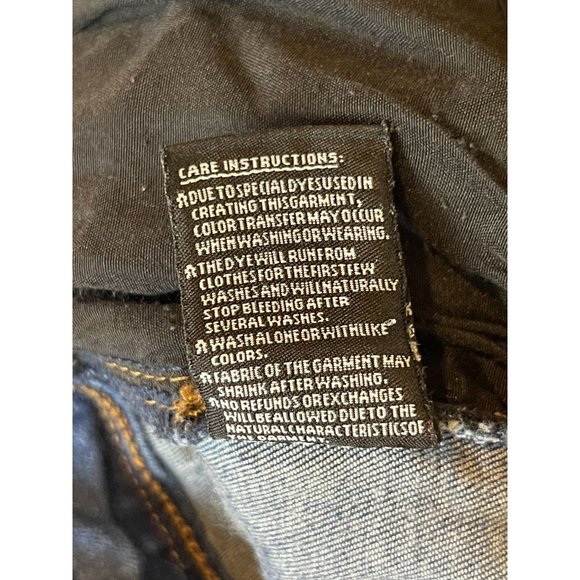 CARE INSTRUCTIONS:
DUE TO SPECIAL DYES USED IN
CREATING THIS GARMENT,
COLOR TRANSFER MAY OCCUR
WHEN WASHING OR WEARING.
THE DYE WILL RUN FROM
CLOTHES FOR THE FIRST FEW
WASHES AND WILL NATURALLY
STOP BLEEDING AFTER
SEVERAL WASHES.
WASH ALONE OR WITH LIKE
COLORS.
FABRIC OF THE GARMENT MAY
SHRINK AFTER WASHING.
NO REFUNDS OR EXCHANGES
WILL BE ALLOWED DUE TO THE
NATURAL CHARACTERISTICS OF
THE GARMENT.